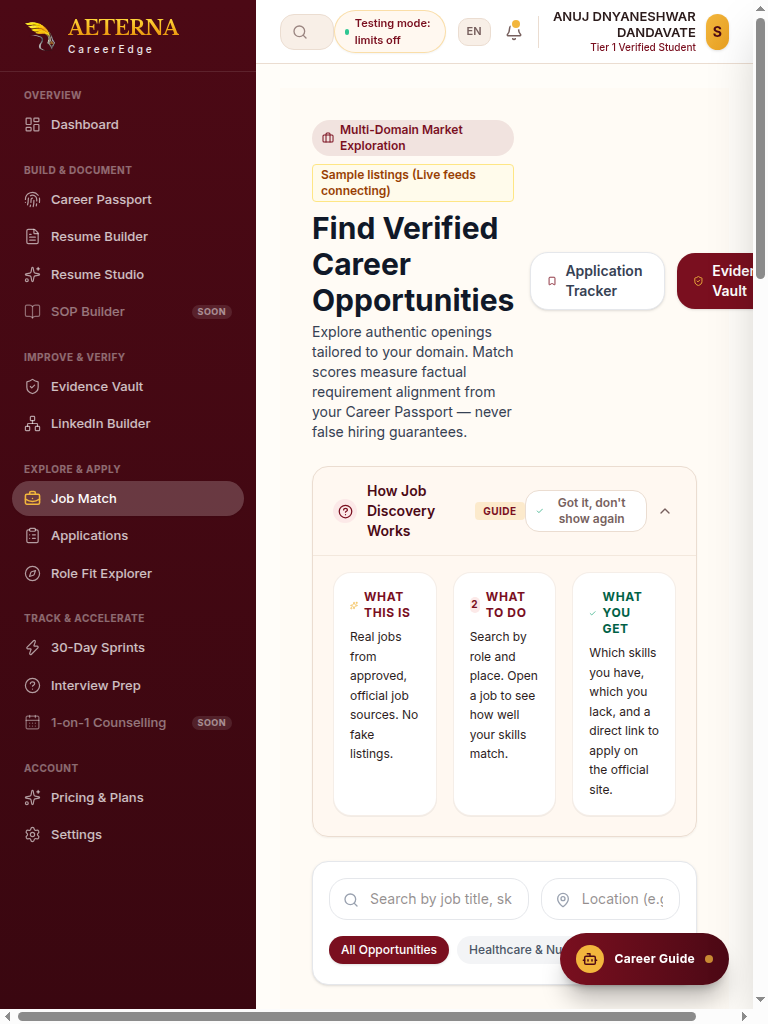 AETERNA
CareerEdge
OVERVIEW
Dashboard
BUILD & DOCUMENT
Career Passport
Resume Builder
Resume Studio
SOP Builder SOON
IMPROVE & VERIFY
Evidence Vault
LinkedIn Builder
EXPLORE & APPLY
Job Match
Applications
Role Fit Explorer
TRACK & ACCELERATE
30-Day Sprints
Interview Prep
1-on-1 Counselling SOON
ACCOUNT
Pricing & Plans
Settings
Testing mode:
limits off
EN
ANUJ DNYANESHWAR
DANDAVATE
Tier 1 Verified Student
S
Multi-Domain Market
Exploration
Sample listings (Live feeds
connecting)
Find Verified
Career
Opportunities
Explore authentic openings
tailored to your domain. Match
scores measure factual
requirement alignment from
your Career Passport — never
false hiring guarantees.
Application
Tracker
Vault
How Job
Discovery
Works
GUIDE
Got it, don't
show again
WHAT
THIS IS
Real jobs
from
approved,
official job
sources. No
fake
listings.
2
WHAT
TO DO
Search by
role and
place. Open
a job to see
how well
your skills
match.
WHAT
YOU
GET
Which skills
you have,
which you
lack, and a
direct link to
apply on
the official
site.
Search by job title, sk
Location (e.g
All Opportunities
Healthcare & Nu
Career Guide